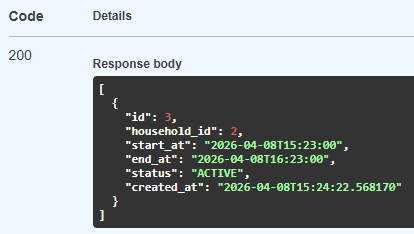 Code Details
200
Response body
[
  {
    "id": 3,
    "household_id": 2,
    "start_at": "2026-04-08T15:23:00",
    "end_at": "2026-04-08T16:23:00",
    "status": "ACTIVE",
    "created_at": "2026-04-08T15:24:22.568170"
  }
]